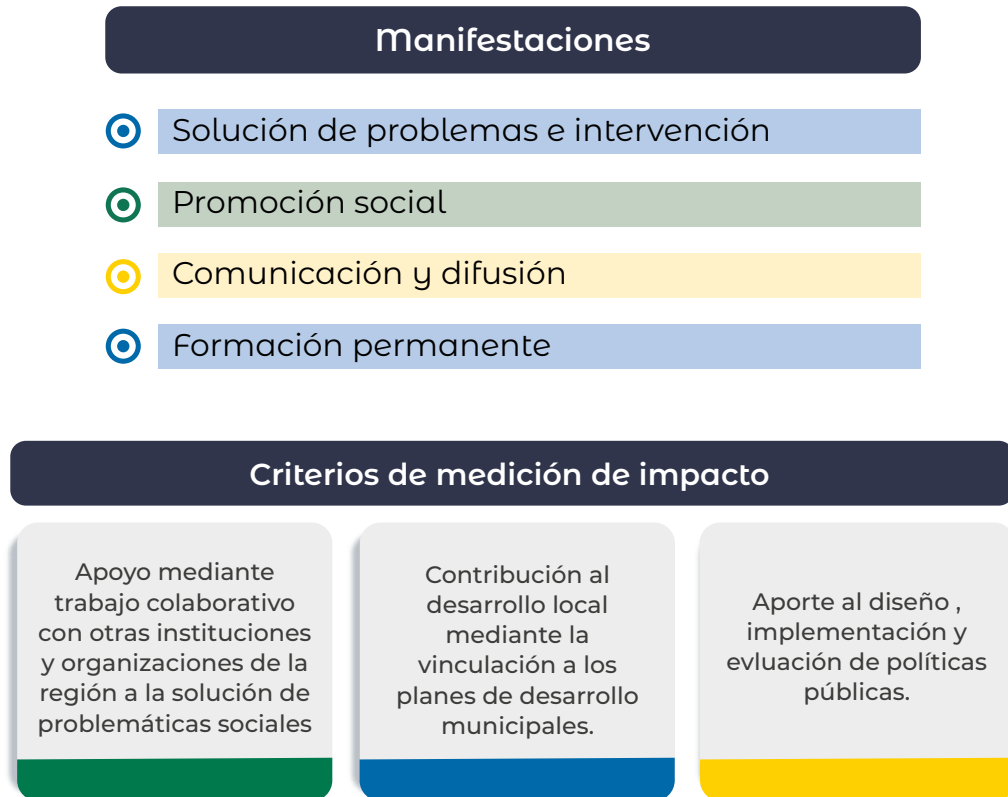 Manifestaciones
Solución de problemas e intervención
Promoción social
Comunicación y difusión
Formación permanente
Criterios de medición de impacto
Apoyo mediante
trabajo colaborativo
con otras instituciones
y organizaciones de la
región a la solución de
problemáticas sociales
Contribución al
desarrollo local
mediante la
vinculación a los
planes de desarrollo
municipales.
Aporte al diseño ,
implementación y
evluación de políticas
públicas.